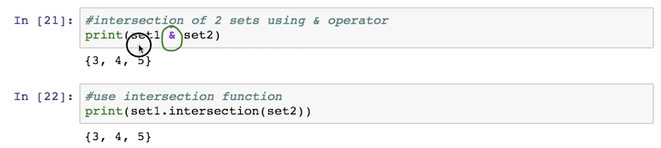 In [21]: #intersection of 2 sets using & operator
print(set1 & set2)
{3, 4, 5}
In [22]: #use intersection function
print(set1.intersection(set2))
{3, 4, 5}